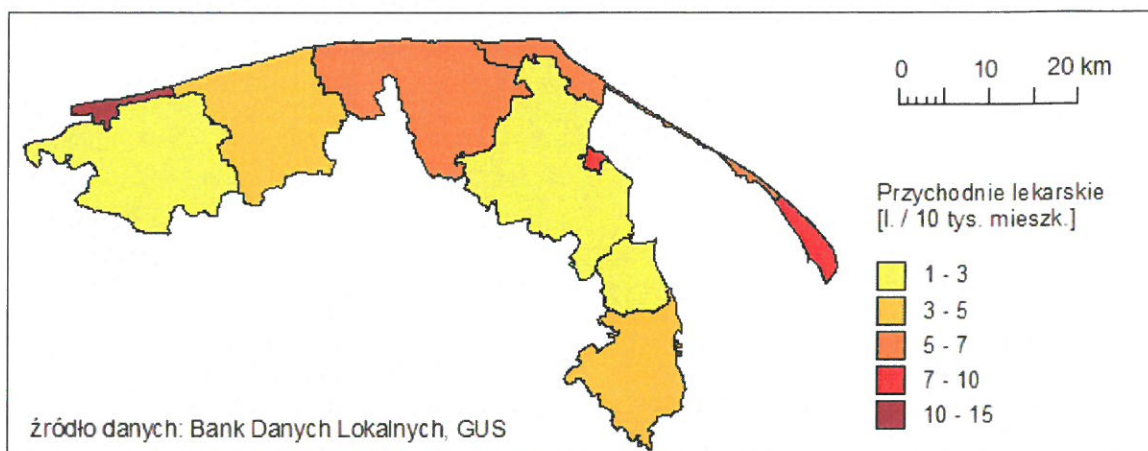 0 10 20 km
Przychodnie lekarskie
[l. / 10 tys. mieszk.]
1 - 3
3 - 5
5 - 7
7 - 10
10 - 15
źródło danych: Bank Danych Lokalnych, GUS